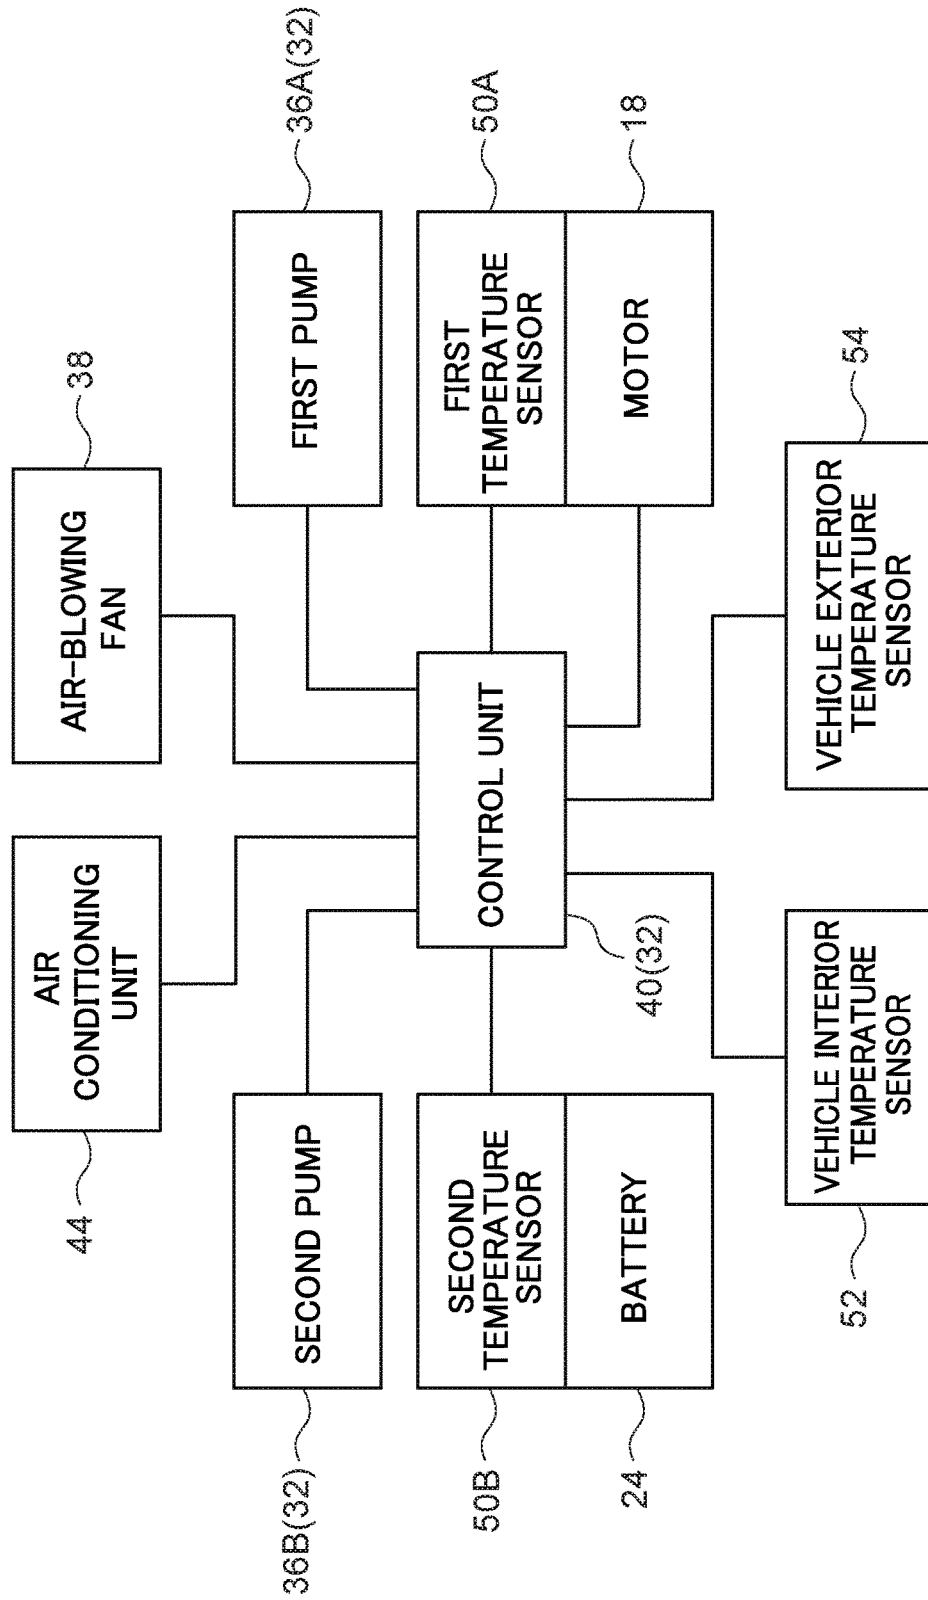 44
AIR
CONDITIONING
UNIT
AIR-BLOWING
FAN
38
36B(32)
SECOND PUMP
FIRST PUMP
36A(32)
50B
SECOND
TEMPERATURE
SENSOR
CONTROL UNIT
FIRST
TEMPERATURE
SENSOR
50A
24
BATTERY
40(32)
MOTOR
18
52
VEHICLE INTERIOR
TEMPERATURE
SENSOR
VEHICLE EXTERIOR
TEMPERATURE
SENSOR
54